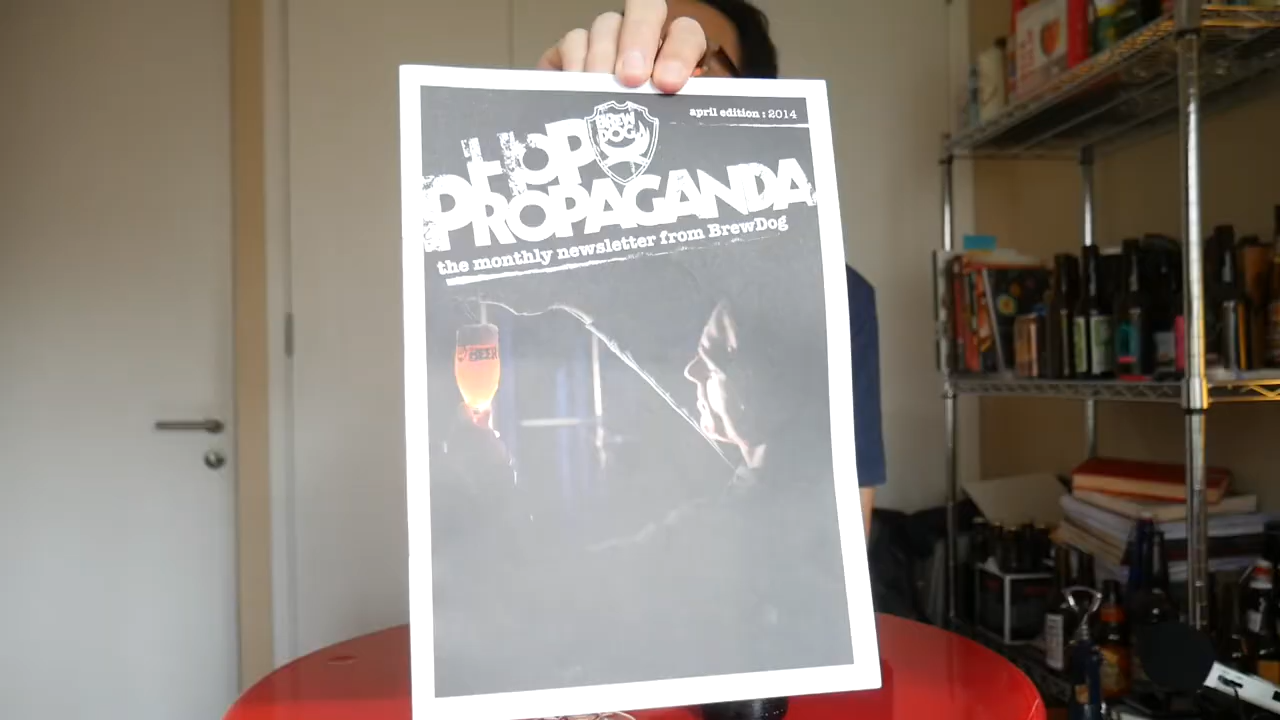 april edition : 2014
BREW
DOG
HOP
PROPAGANDA
the monthly newsletter from BrewDog
BEER